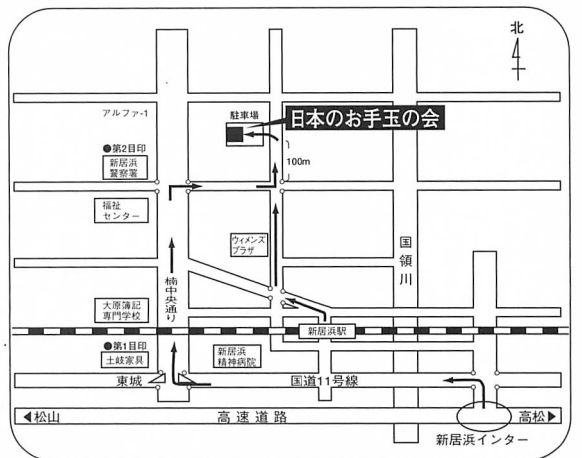 北
アルファ-1
駐車場
日本のお手玉の会
●第2目印
新居浜
警察署
100m
福祉
センター
ウィメンズ
プラザ
国領川
楠中央通り
大原簿記
専門学校
新居浜駅
●第1目印
土岐家具
新居浜
精神病院
東城
国道11号線
◀松山
高速道路
高松▶
新居浜インター